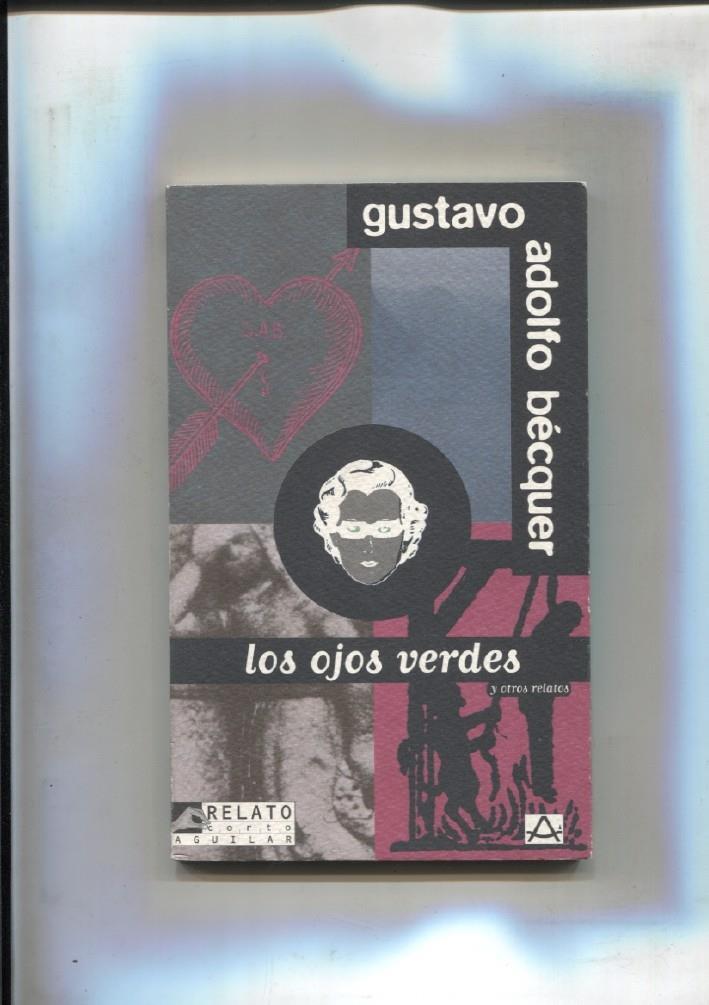 gustavo
adolfo bécquer
G.A.B.
los ojos verdes
y otros relatos
RELATO
corto
AGUILAR
A